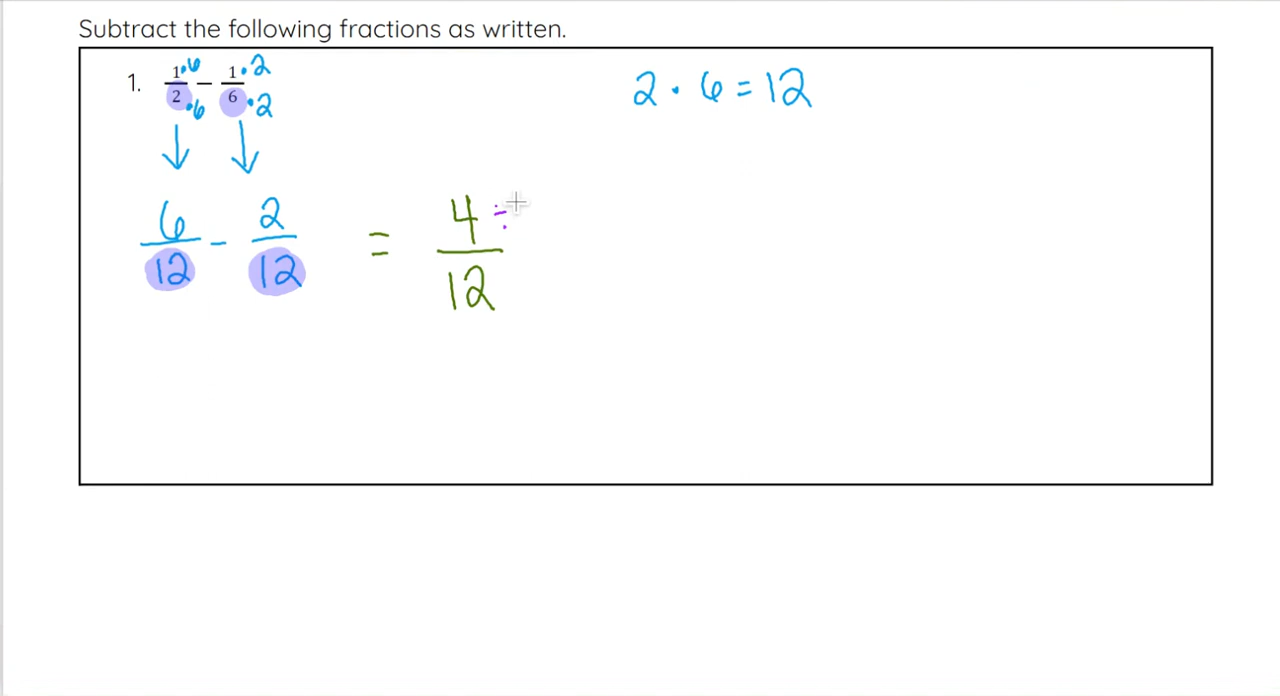 Subtract the following fractions as written.
1. 1·6/2·6 − 1·2/6·2
2 · 6 = 12
↓ ↓
6/12 - 2/12 = 4 ÷/12